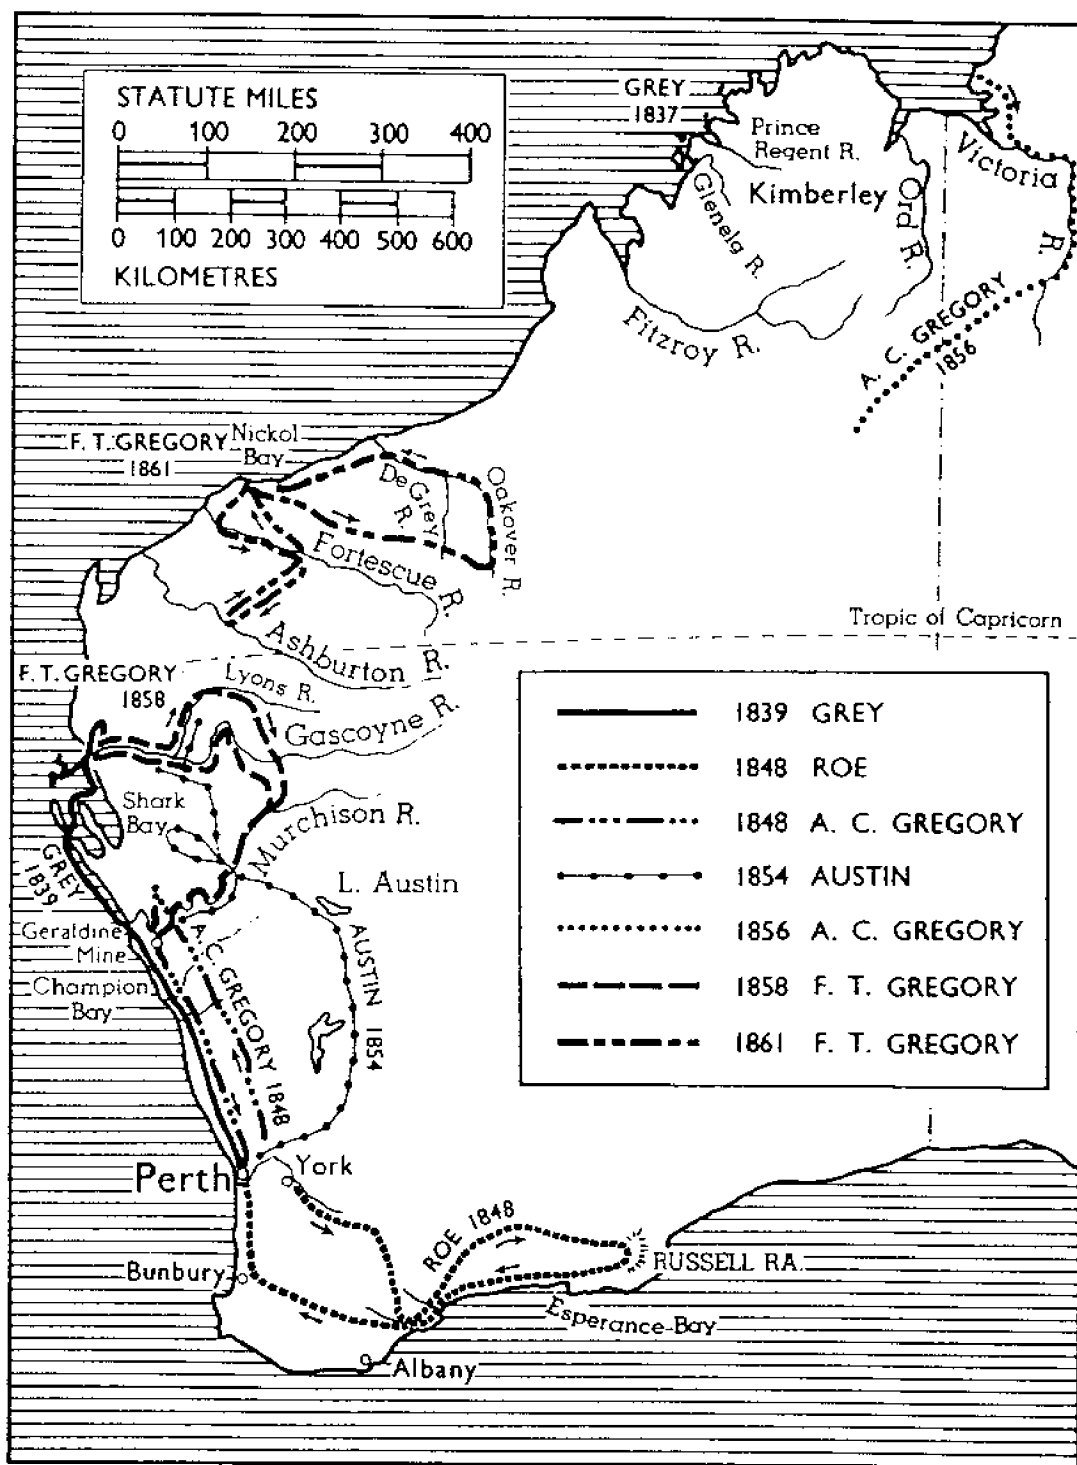 STATUTE MILES
0 100 200 300 400
0 100 200 300 400 500 600
KILOMETRES
GREY
1837
Prince
Regent R.
Kimberley
Glenelg R.
Ord R.
Victoria
R.
Fitzroy R.
A. C. GREGORY
1856
F. T. GREGORY
1861
Nickol
Bay
De Grey
R.
Oakover R.
Fortescue R.
Ashburton R.
Tropic of Capricorn
F. T. GREGORY
1858
Lyons R.
Gascoyne R.
Shark
Bay
Murchison R.
GREY
1839
L. Austin
Geraldine
Mine
Champion
Bay
A. C. GREGORY 1848
AUSTIN 1854
1839 GREY
1848 ROE
1848 A. C. GREGORY
1854 AUSTIN
1856 A. C. GREGORY
1858 F. T. GREGORY
1861 F. T. GREGORY
Perth
York
ROE 1848
Bunbury
RUSSELL RA.
Esperance Bay
Albany